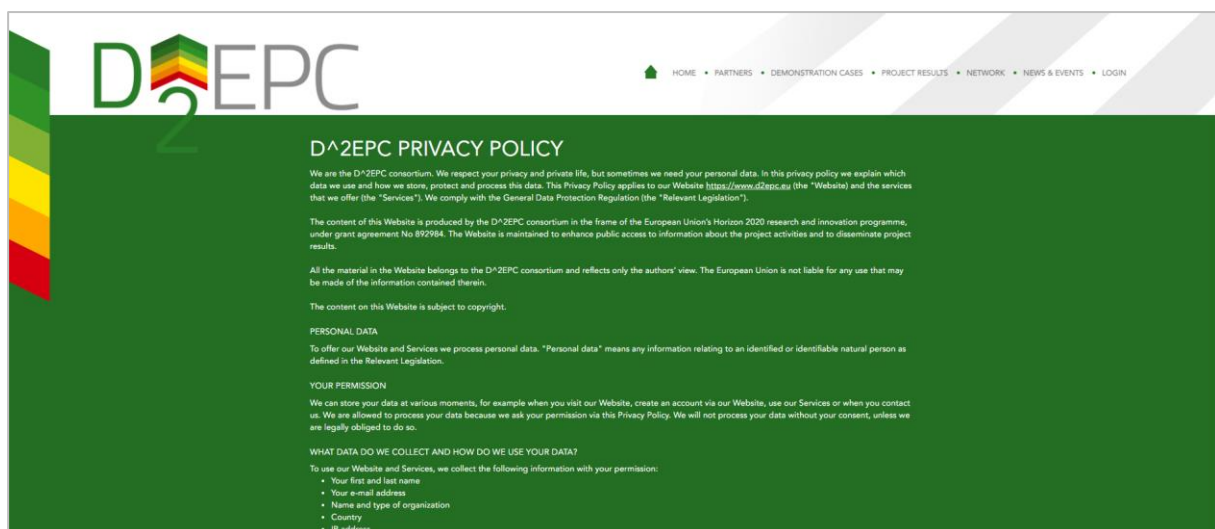 D2EPC
HOME • PARTNERS • DEMONSTRATION CASES • PROJECT RESULTS • NETWORK • NEWS & EVENTS • LOGIN
D^2EPC PRIVACY POLICY
We are the D^2EPC consortium. We respect your privacy and private life, but sometimes we need your personal data. In this privacy policy we explain which
data we use and how we store, protect and process this data. This Privacy Policy applies to our Website https://www.d2epc.eu (the "Website) and the services
that we offer (the "Services"). We comply with the General Data Protection Regulation (the "Relevant Legislation").
The content of this Website is produced by the D^2EPC consortium in the frame of the European Union's Horizon 2020 research and innovation programme,
under grant agreement No 892984. The Website is maintained to enhance public access to information about the project activities and to disseminate project
results.
All the material in the Website belongs to the D^2EPC consortium and reflects only the authors' view. The European Union is not liable for any use that may
be made of the information contained therein.
The content on this Website is subject to copyright.
PERSONAL DATA
To offer our Website and Services we process personal data. "Personal data" means any information relating to an identified or identifiable natural person as
defined in the Relevant Legislation.
YOUR PERMISSION
We can store your data at various moments, for example when you visit our Website, create an account via our Website, use our Services or when you contact
us. We are allowed to process your data because we ask your permission via this Privacy Policy. We will not process your data without your consent, unless we
are legally obliged to do so.
WHAT DATA DO WE COLLECT AND HOW DO WE USE YOUR DATA?
To use our Website and Services, we collect the following information with your permission:
• Your first and last name
• Your e-mail address
• Name and type of organization
• Country
• IP address